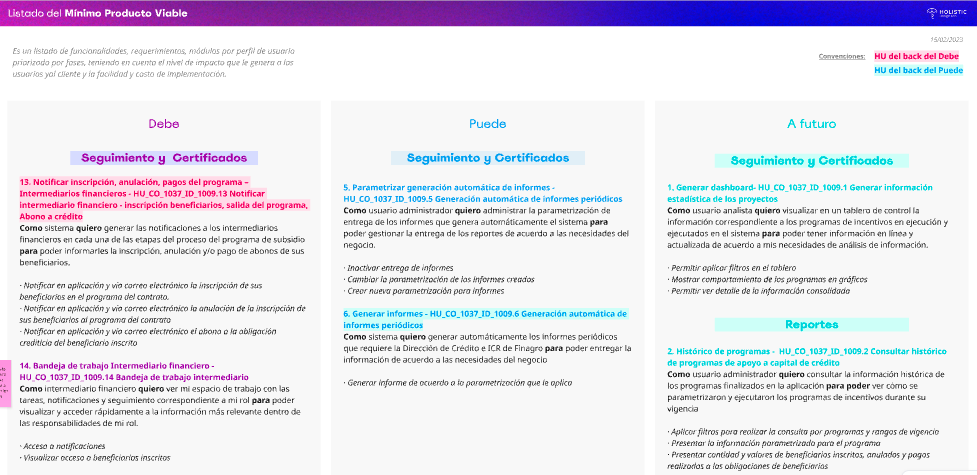 Listado del Mínimo Producto Viable
HOLISTIC
15/02/2023
Es un listado de funcionalidades, requerimientos, módulos por perfil de usuario
priorizada por fases, teniendo en cuenta el nivel de impacto que le genera a las
usuarios yal cliente y la facilidad y costo de implementación.
Convenciones:
HU del back del Debe
HU del back del Puede
Debe
Seguimiento y Certificados
13. Notificar inscripción, anulación, pagos del programa –
Intermediarios financieros - HU_CO_1037_ID_1009.13 Notificar
intermediario financiero - inscripción beneficiarios, salida del programa,
Abono a crédito
Como sistema quiero generar las notificaciones a los intermediarios
financieros en cada una de las etapas del proceso del programa de subsidio
para poder informarles la inscripción, anulación y/o pago de abonos de sus
beneficiarios.
· Notificar en aplicación y vía correo electrónico la inscripción de sus
beneficiarios en el programa del contrato.
· Notificar en aplicación y vía correo electrónico la anulación de la inscripción de
sus beneficiarios al programa del contrato
· Notificar en aplicación y vía correo electrónico el abono a la obligación
crediticia del beneficiario inscrito
14. Bandeja de trabajo Intermediario financiero -
HU_CO_1037_ID_1009.14 Bandeja de trabajo intermediario
Como intermediario financiero quiero ver mi espacio de trabajo con las
tareas, notificaciones y seguimiento correspondiente a mi rol para poder
visualizar y acceder rápidamente a la información más relevante dentro de
las responsabilidades de mi rol.
· Acceso a notificaciones
· Visualizar acceso a beneficiarios inscritos
Puede
Seguimiento y Certificados
5. Parametrizar generación automática de informes -
HU_CO_1037_ID_1009.5 Generación automática de informes periódicos
Como usuario administrador quiero administrar la parametrización de
entrega de los informes que genera automáticamente el sistema para
poder gestionar la entrega de los reportes de acuerdo a las necesidades del
negocio.
· Inactivar entrega de informes
· Cambiar la parametrización de los informes creados
· Crear nueva parametrización para informes
6. Generar informes - HU_CO_1037_ID_1009.6 Generación automática de
informes periódicos
Como sistema quiero generar automáticamente los informes periódicos
que requiere la Dirección de Crédito e ICR de Finagro para poder entregar la
información de acuerdo a las necesidades del negocio
· Generar informe de acuerdo a la parametrización que le aplica
A futuro
Seguimiento y Certificados
1. Generar dashboard- HU_CO_1037_ID_1009.1 Generar información
estadística de los proyectos
Como usuario analista quiero visualizar en un tablero de control la
información correspondiente a los programas de incentivos en ejecución y
ejecutados en el sistema para poder tener información en línea y
actualizada de acuerdo a mis necesidades de análisis de información.
· Permitir aplicar filtros en el tablero
· Mostrar comportamiento de los programas en gráficos
· Permitir ver detalle de la información consolidada
Reportes
2. Histórico de programas - HU_CO_1037_ID_1009.2 Consultar histórico
de programas de apoyo a capital de crédito
Como usuario administrador quiero consultar la información histórica de
los programas finalizados en la aplicación para poder ver cómo se
parametrizaron y ejecutaron los programas de incentivos durante su
vigencia
· Aplicar filtros para realizar la consulta por programas y rangos de vigencia
· Presentar la información parametrizada para el programa
· Presentar cantidad y valores de beneficiarios inscritos, anulados y pagos
realizados a las obligaciones de beneficiarios